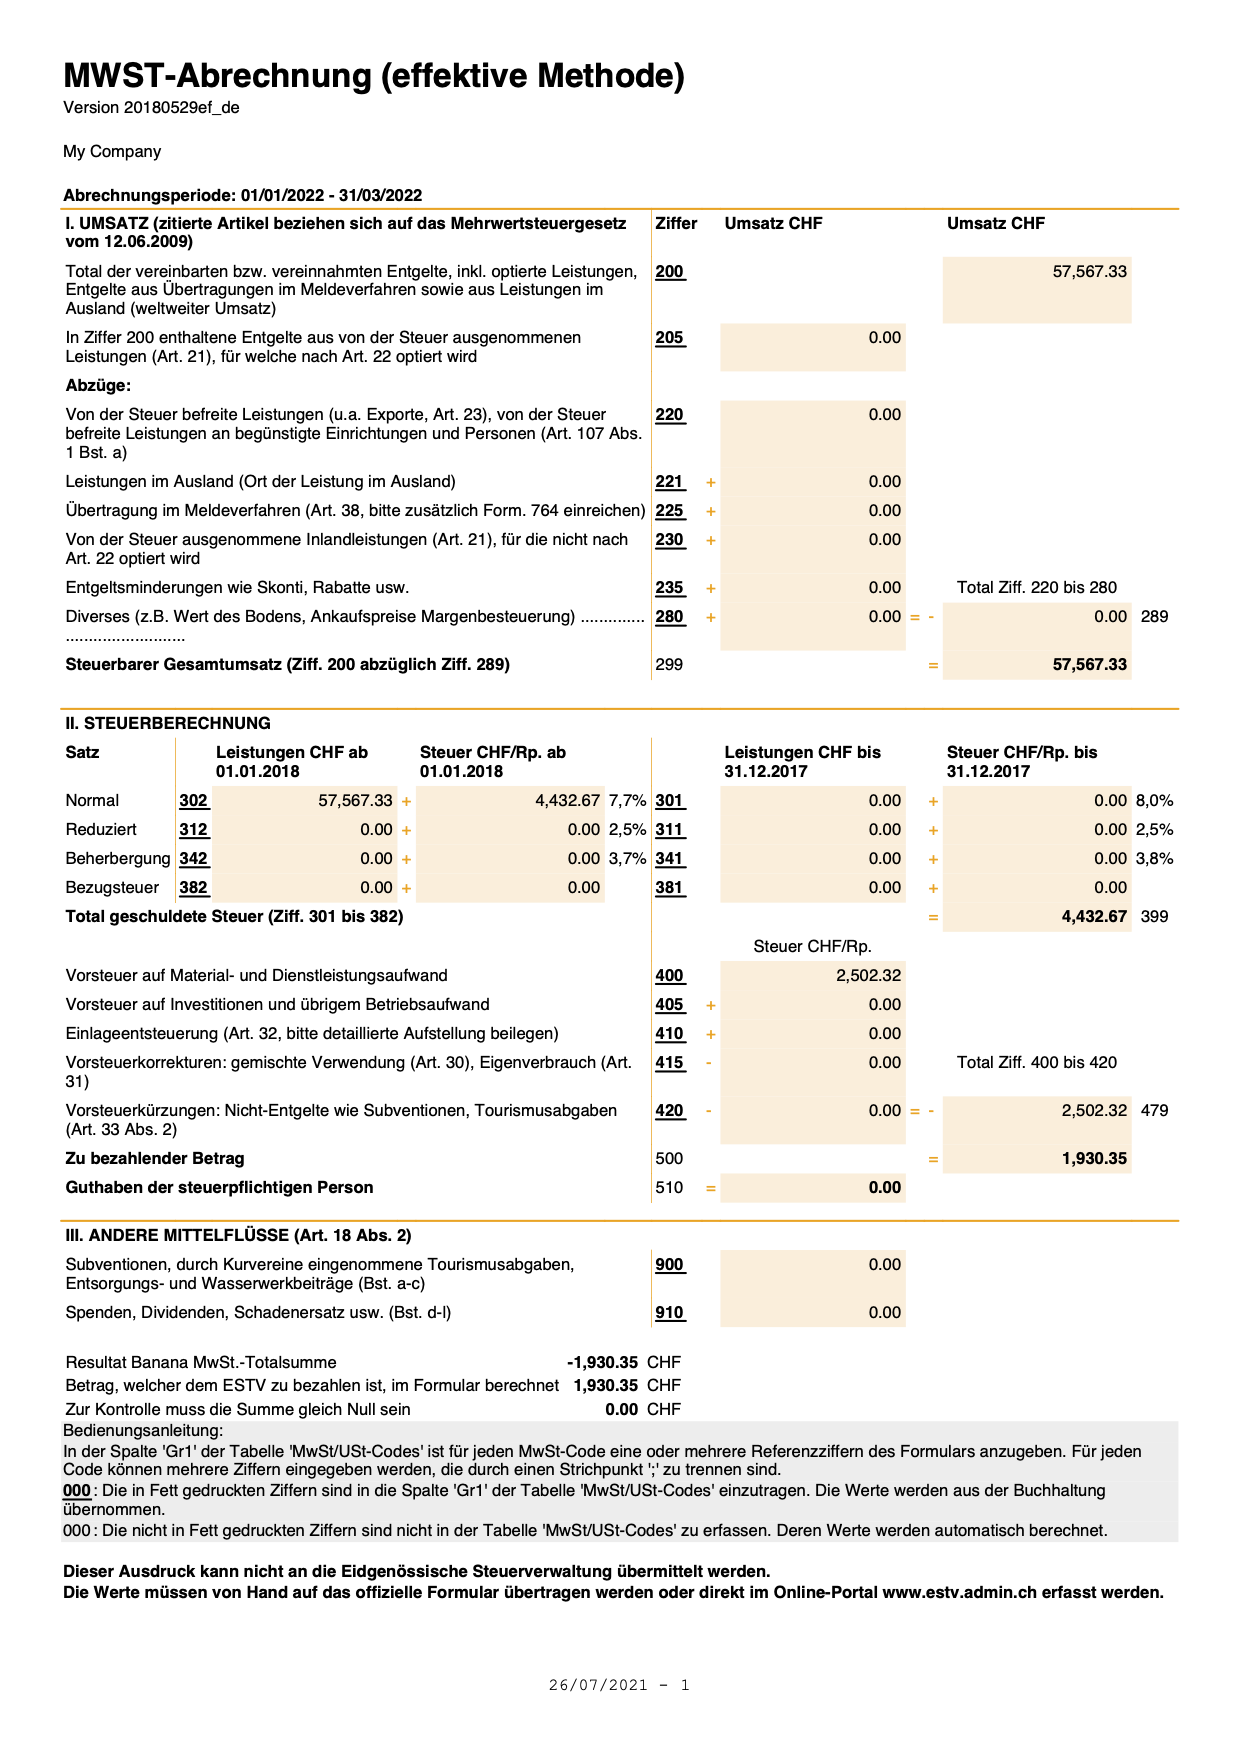 MWST-Abrechnung (effektive Methode)
Version 20180529ef_de
My Company
Abrechnungsperiode: 01/01/2022 - 31/03/2022
I. UMSATZ (zitierte Artikel beziehen sich auf das Mehrwertsteuergesetz Ziffer Umsatz CHF Umsatz CHF
vom 12.06.2009)
Total der vereinbarten bzw. vereinnahmten Entgelte, inkl. optierte Leistungen, 200 57,567.33
Entgelte aus Übertragungen im Meldeverfahren sowie aus Leistungen im
Ausland (weltweiter Umsatz)
In Ziffer 200 enthaltene Entgelte aus von der Steuer ausgenommenen 205 0.00
Leistungen (Art. 21), für welche nach Art. 22 optiert wird
Abzüge:
Von der Steuer befreite Leistungen (u.a. Exporte, Art. 23), von der Steuer 220 0.00
befreite Leistungen an begünstigte Einrichtungen und Personen (Art. 107 Abs.
1 Bst. a)
Leistungen im Ausland (Ort der Leistung im Ausland) 221 + 0.00
Übertragung im Meldeverfahren (Art. 38, bitte zusätzlich Form. 764 einreichen) 225 + 0.00
Von der Steuer ausgenommene Inlandleistungen (Art. 21), für die nicht nach 230 + 0.00
Art. 22 optiert wird
Entgeltsminderungen wie Skonti, Rabatte usw. 235 + 0.00 Total Ziff. 220 bis 280
Diverses (z.B. Wert des Bodens, Ankaufspreise Margenbesteuerung) .............. 280 + 0.00 = - 0.00 289
..........................
Steuerbarer Gesamtumsatz (Ziff. 200 abzüglich Ziff. 289) 299 = 57,567.33
II. STEUERBERECHNUNG
Satz Leistungen CHF ab Steuer CHF/Rp. ab Leistungen CHF bis Steuer CHF/Rp. bis
01.01.2018 01.01.2018 31.12.2017 31.12.2017
Normal 302 57,567.33 + 4,432.67 7,7% 301 0.00 + 0.00 8,0%
Reduziert 312 0.00 + 0.00 2,5% 311 0.00 + 0.00 2,5%
Beherbergung 342 0.00 + 0.00 3,7% 341 0.00 + 0.00 3,8%
Bezugsteuer 382 0.00 + 0.00 381 0.00 + 0.00
Total geschuldete Steuer (Ziff. 301 bis 382) = 4,432.67 399
Steuer CHF/Rp.
Vorsteuer auf Material- und Dienstleistungsaufwand 400 2,502.32
Vorsteuer auf Investitionen und übrigem Betriebsaufwand 405 + 0.00
Einlageentsteuerung (Art. 32, bitte detaillierte Aufstellung beilegen) 410 + 0.00
Vorsteuerkorrekturen: gemischte Verwendung (Art. 30), Eigenverbrauch (Art. 415 - 0.00 Total Ziff. 400 bis 420
31)
Vorsteuerkürzungen: Nicht-Entgelte wie Subventionen, Tourismusabgaben 420 - 0.00 = - 2,502.32 479
(Art. 33 Abs. 2)
Zu bezahlender Betrag 500 = 1,930.35
Guthaben der steuerpflichtigen Person 510 = 0.00
III. ANDERE MITTELFLÜSSE (Art. 18 Abs. 2)
Subventionen, durch Kurvereine eingenommene Tourismusabgaben, 900 0.00
Entsorgungs- und Wasserwerkbeiträge (Bst. a-c)
Spenden, Dividenden, Schadenersatz usw. (Bst. d-l) 910 0.00
Resultat Banana MwSt.-Totalsumme -1,930.35 CHF
Betrag, welcher dem ESTV zu bezahlen ist, im Formular berechnet 1,930.35 CHF
Zur Kontrolle muss die Summe gleich Null sein 0.00 CHF
Bedienungsanleitung:
In der Spalte 'Gr1' der Tabelle 'MwSt/USt-Codes' ist für jeden MwSt-Code eine oder mehrere Referenzziffern des Formulars anzugeben. Für jeden
Code können mehrere Ziffern eingegeben werden, die durch einen Strichpunkt ';' zu trennen sind.
000 : Die in Fett gedruckten Ziffern sind in die Spalte 'Gr1' der Tabelle 'MwSt/USt-Codes' einzutragen. Die Werte werden aus der Buchhaltung
übernommen.
000 : Die nicht in Fett gedruckten Ziffern sind nicht in der Tabelle 'MwSt/USt-Codes' zu erfassen. Deren Werte werden automatisch berechnet.
Dieser Ausdruck kann nicht an die Eidgenössische Steuerverwaltung übermittelt werden.
Die Werte müssen von Hand auf das offizielle Formular übertragen werden oder direkt im Online-Portal www.estv.admin.ch erfasst werden.
26/07/2021 - 1